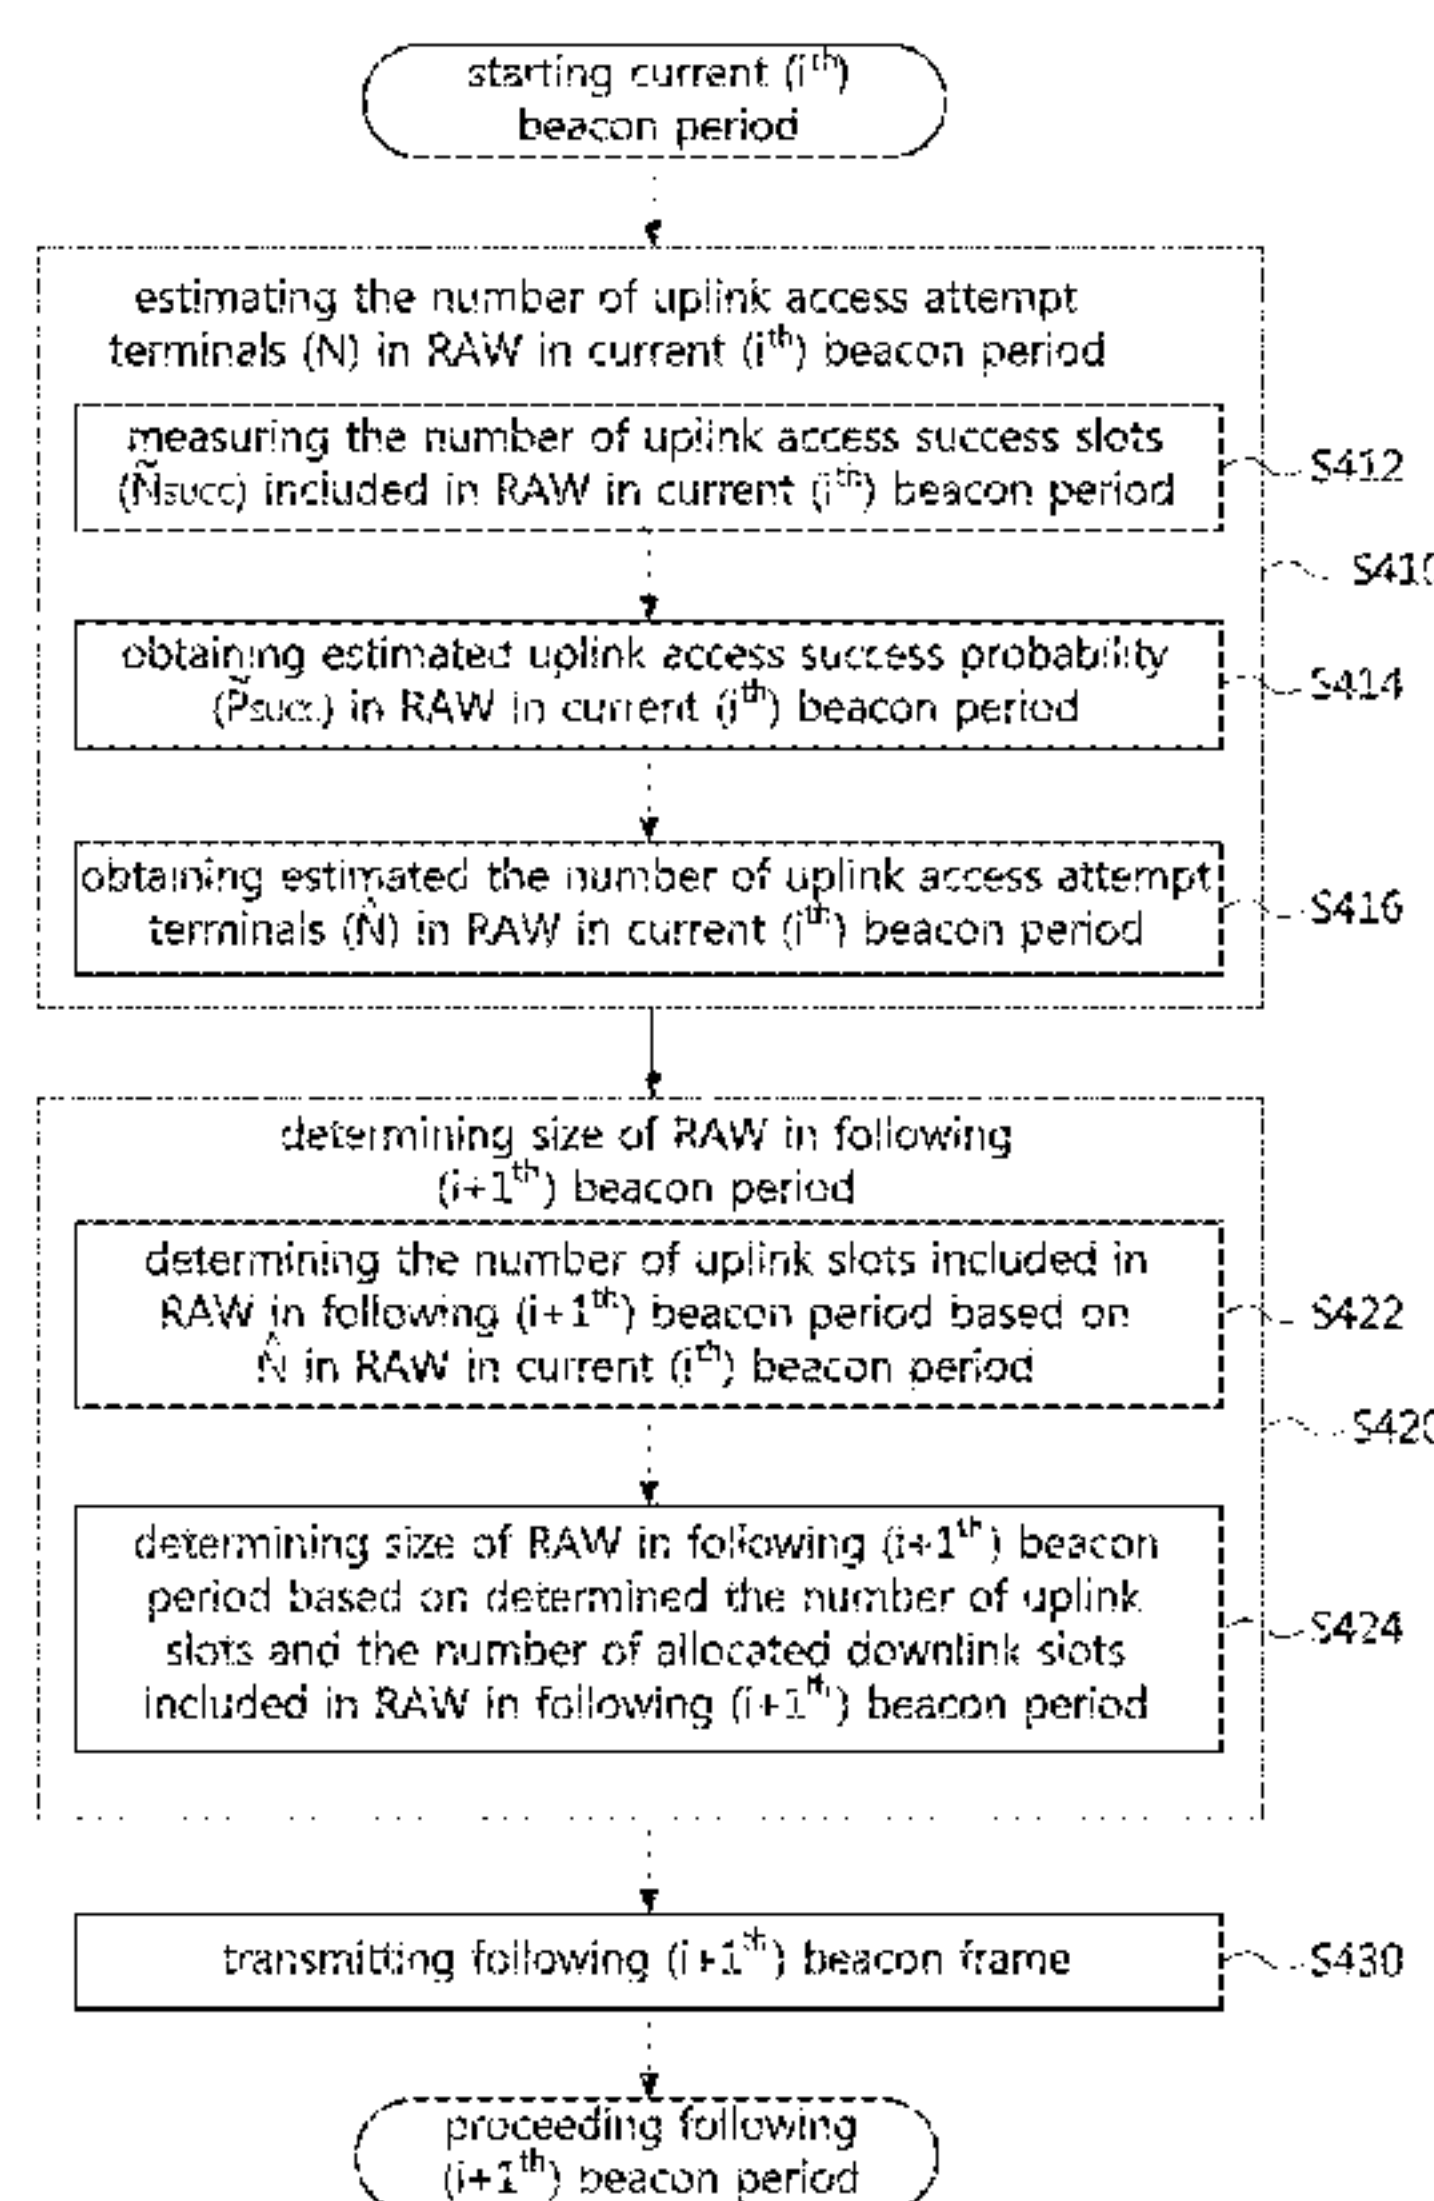 starting current (i^th)
beacon period
estimating the number of uplink access attempt
terminals (N) in RAW in current (i^th) beacon period
measuring the number of uplink access success slots
(Ñsucc) included in RAW in current (i^th) beacon period
S412
S410
obtaining estimated uplink access success probability
(P̃succ) in RAW in current (i^th) beacon period
S414
obtaining estimated the number of uplink access attempt
terminals (N̂) in RAW in current (i^th) beacon period
S416
determining size of RAW in following
(i+1^th) beacon period
determining the number of uplink slots included in
RAW in following (i+1^th) beacon period based on
N̂ in RAW in current (i^th) beacon period
S422
S420
determining size of RAW in following (i+1^th) beacon
period based on determined the number of uplink
slots and the number of allocated downlink slots
included in RAW in following (i+1^th) beacon period
S424
transmitting following (i+1^th) beacon frame
S430
proceeding following
(i+1^th) beacon period